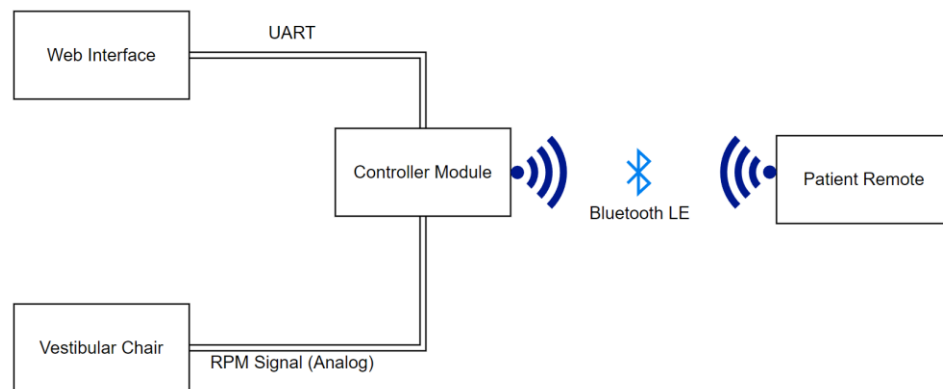 UART
Web Interface
Controller Module
Patient Remote
Bluetooth LE
Vestibular Chair
RPM Signal (Analog)